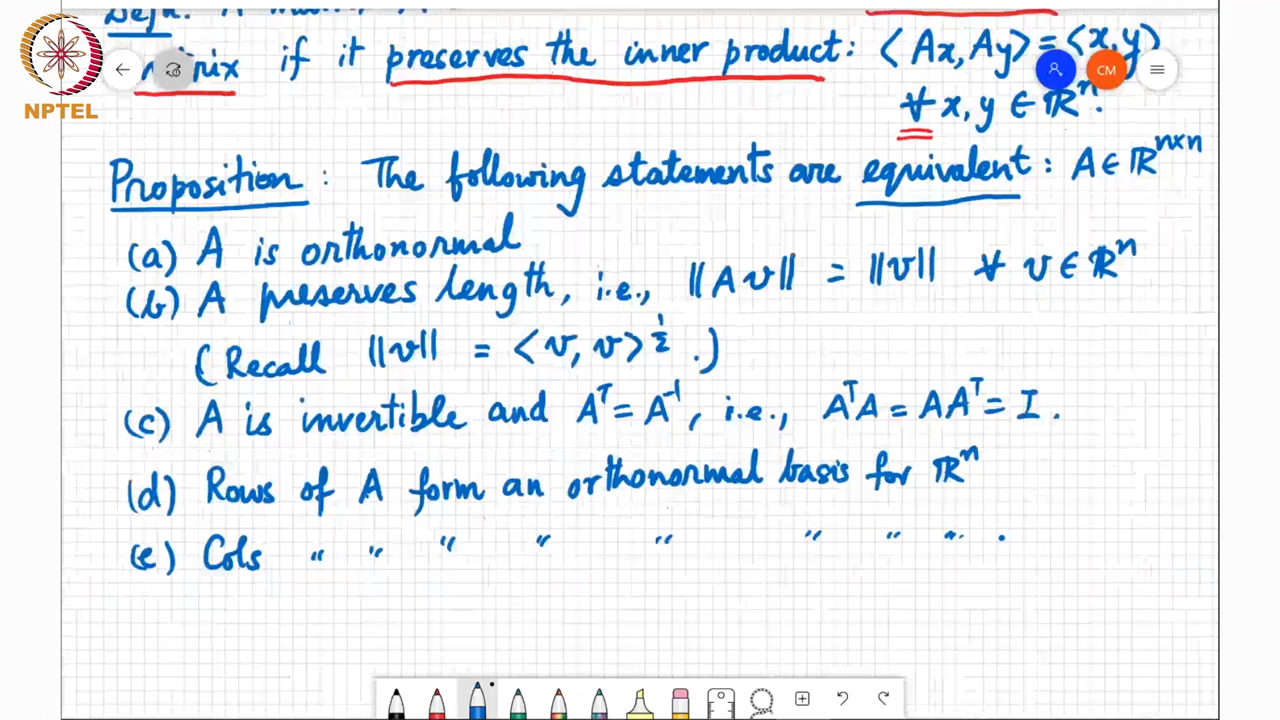 Defn. A
matrix if it preserves the inner product: ⟨Ax, Ay⟩ = ⟨x, y⟩
∀ x, y ∈ ℝⁿ.
NPTEL
CM
Proposition: The following statements are equivalent: A ∈ ℝⁿˣⁿ
(a) A is orthonormal
(b) A preserves length, i.e., ||Av|| = ||v|| ∀ v ∈ ℝⁿ
(Recall ||v|| = <v, v>^½.)
(c) A is invertible and Aᵀ = A⁻¹, i.e., AᵀA = AAᵀ = I.
(d) Rows of A form an orthonormal basis for ℝⁿ
(e) Cols " " " " " " " " .